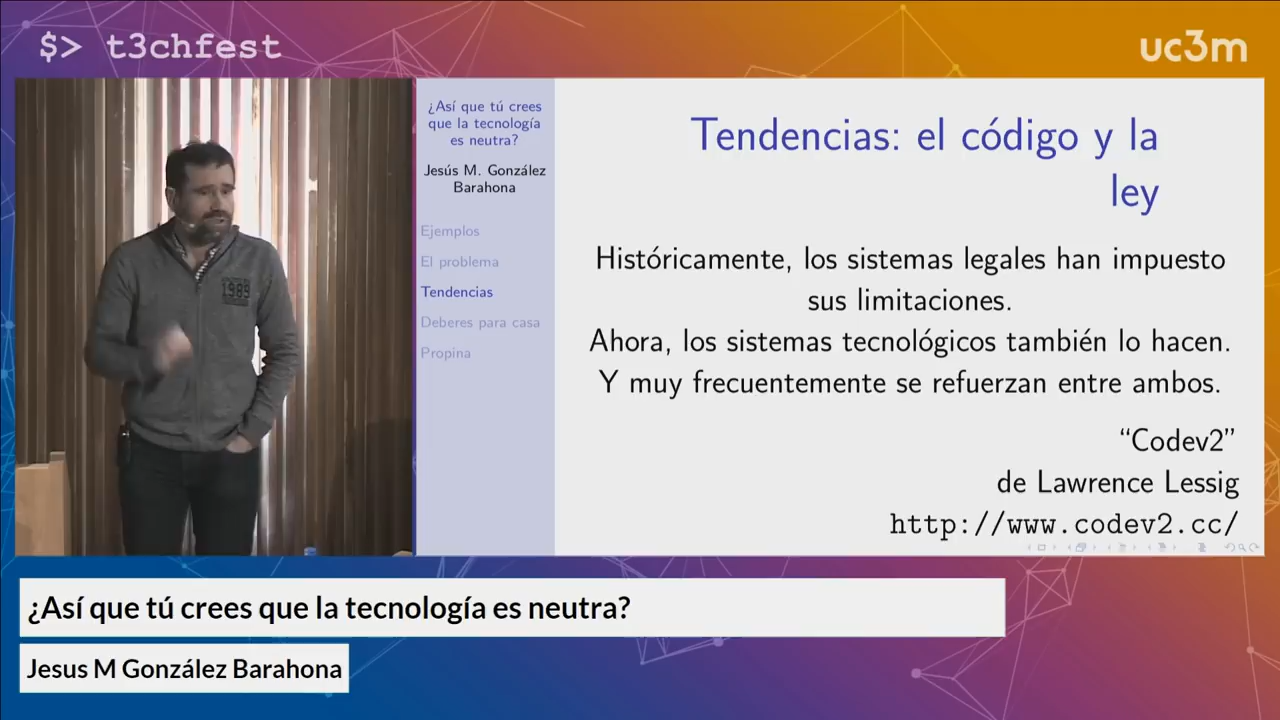 $> t3chfest
uc3m
¿Así que tú crees
que la tecnología
es neutra?
Jesús M. González
Barahona
Ejemplos
El problema
Tendencias
Deberes para casa
Propina
Tendencias: el código y la
ley
Históricamente, los sistemas legales han impuesto
sus limitaciones.
Ahora, los sistemas tecnológicos también lo hacen.
Y muy frecuentemente se refuerzan entre ambos.
“Codev2”
de Lawrence Lessig
http://www.codev2.cc/
1989
¿Así que tú crees que la tecnología es neutra?
Jesus M González Barahona